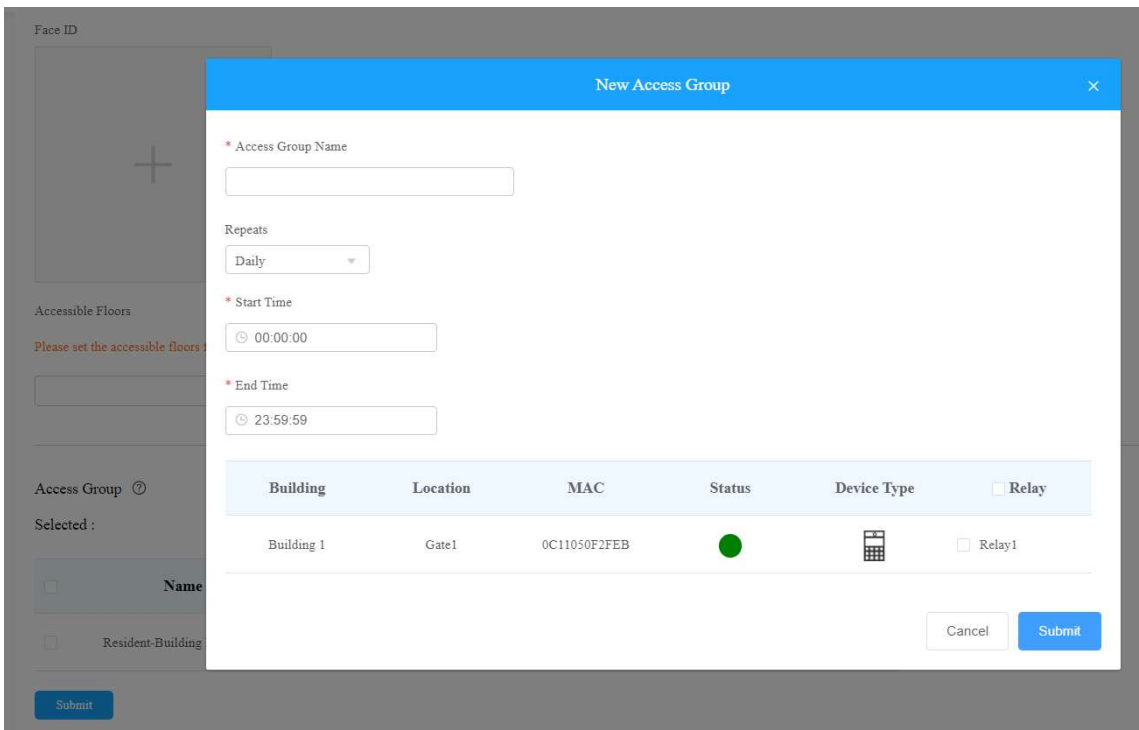 Face ID
New Access Group
* Access Group Name
Repeats
Daily
* Start Time
00:00:00
* End Time
23:59:59
Accessible Floors
Please set the accessible floors
Building Location MAC Status Device Type Relay
Building 1 Gate1 0C11050F2FEB Relay1
Cancel Submit
Access Group ?
Selected :
Name
Resident-Building
Submit